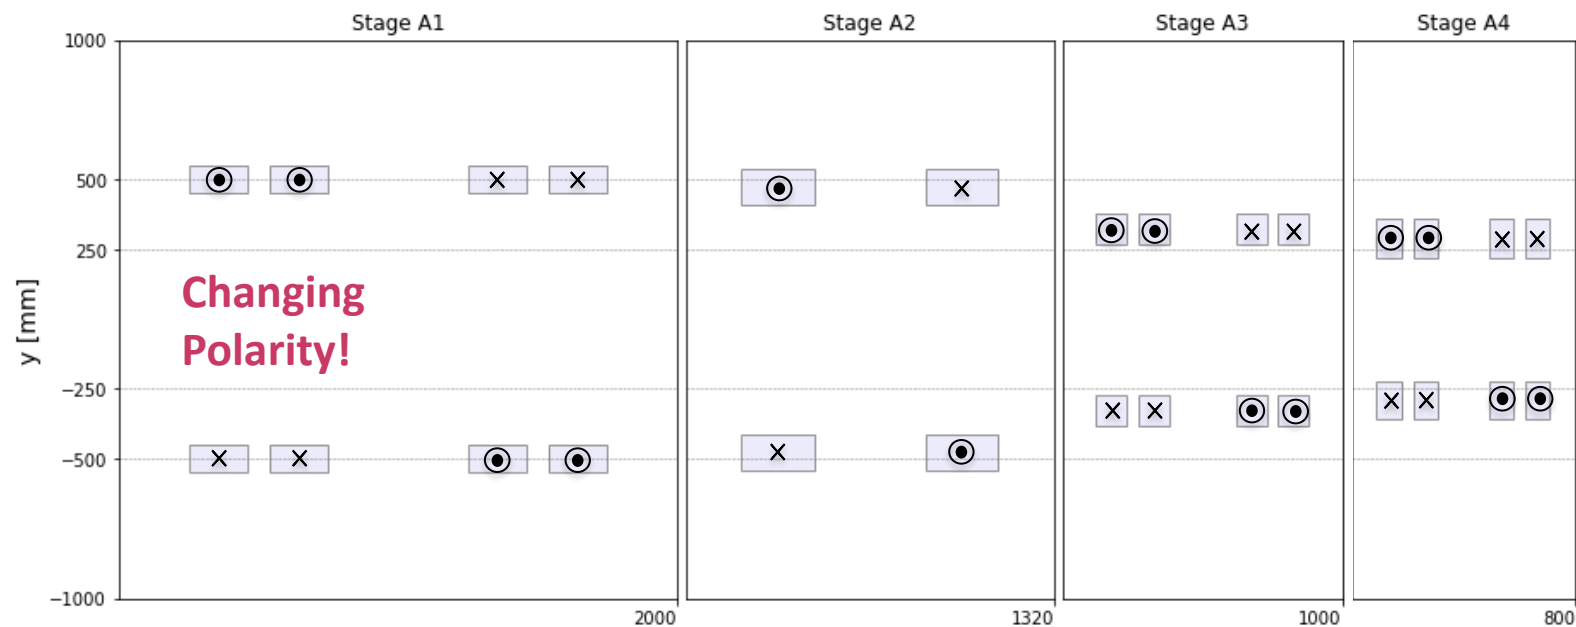 Stage A1
Stage A2
Stage A3
Stage A4
1000
500
250
−250
−500
−1000
y [mm]
Changing
Polarity!
2000
1320
1000
800